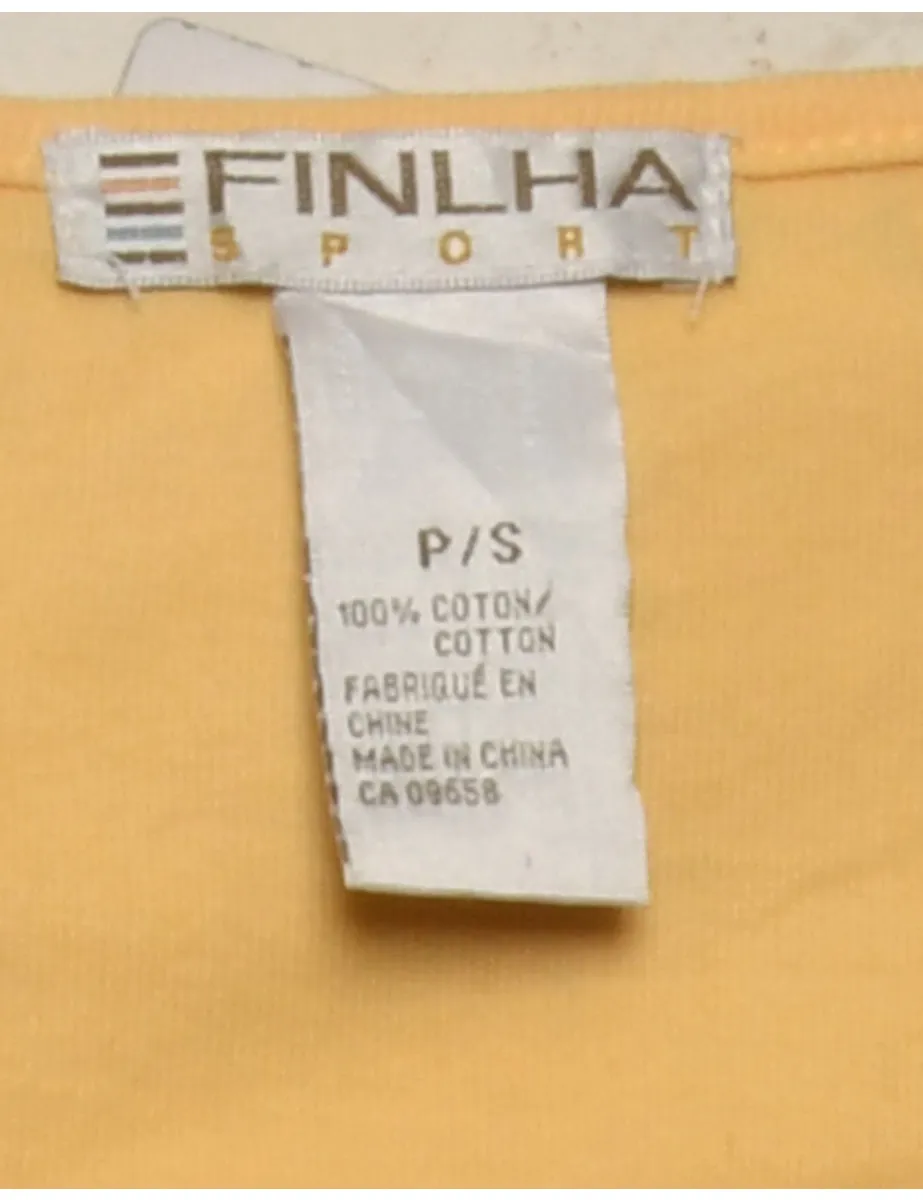 FINLHA
SPORT
P/S
100% COTON/
COTTON
FABRIQUÉ EN
CHINE
MADE IN CHINA
CA 09658